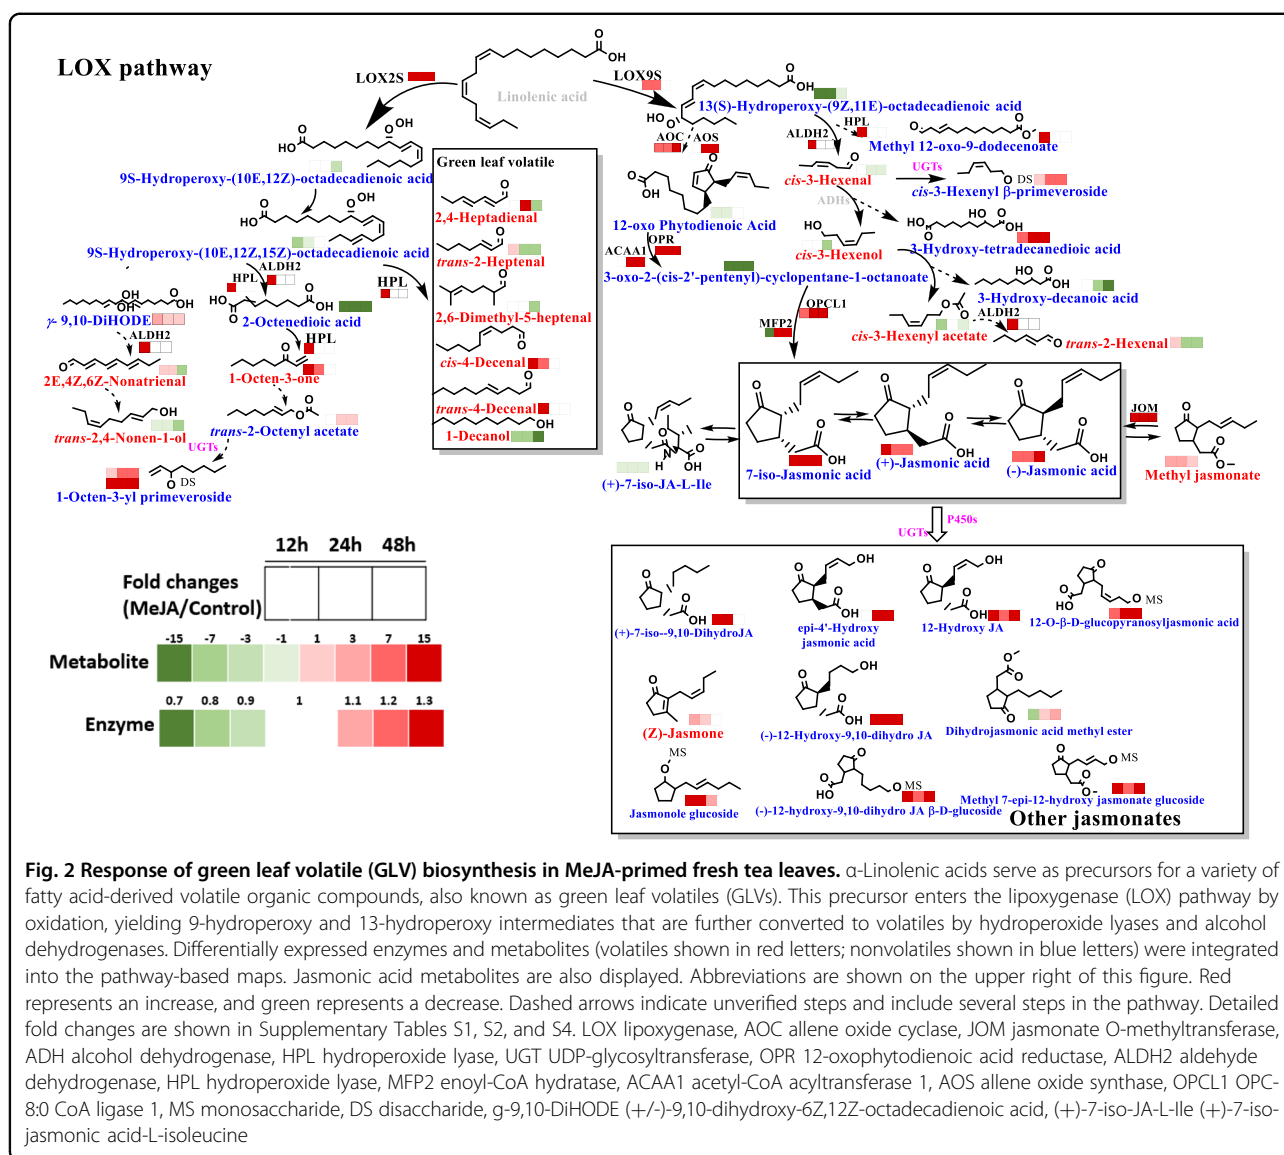 LOX pathway
LOX2S
Linolenic acid
LOX9S
OH
O
13(S)-Hydroperoxy-(9Z,11E)-octadecadienoic acid
9S-Hydroperoxy-(10E,12Z)-octadecadienoic acid
9S-Hydroperoxy-(10E,12Z,15Z)-octadecadienoic acid
HPL
ALDH2
HPL
γ- 9,10-DiHODE
ALDH2
2-Octenedioic acid
HPL
2E,4Z,6Z-Nonatrienal
1-Octen-3-one
trans-2,4-Nonen-1-ol
trans-2-Octenyl acetate
UGTs
DS
1-Octen-3-yl primeveroside
Green leaf volatile
2,4-Heptadienal
trans-2-Heptenal
2,6-Dimethyl-5-heptenal
cis-4-Decenal
trans-4-Decenal
1-Decanol
AOC
AOS
12-oxo Phytodienoic Acid
ACAA1
OPR
3-oxo-2-(cis-2'-pentenyl)-cyclopentane-1-octanoate
MFP2
OPCL1
ALDH2
HPL
Methyl 12-oxo-9-dodecenoate
cis-3-Hexenal
UGTs
O DS
cis-3-Hexenyl β-primeveroside
ADHs
cis-3-Hexenol
3-Hydroxy-tetradecanedioic acid
3-Hydroxy-decanoic acid
cis-3-Hexenyl acetate
ALDH2
trans-2-Hexenal
(+)-7-iso-JA-L-Ile
7-iso-Jasmonic acid
(+)-Jasmonic acid
(-)-Jasmonic acid
JOM
Methyl jasmonate
UGTs
P450s
(+)-7-iso--9,10-DihydroJA
epi-4'-Hydroxy
jasmonic acid
12-Hydroxy JA
MS
12-O-β-D-glucopyranosyljasmonic acid
(Z)-Jasmone
(-)-12-Hydroxy-9,10-dihydro JA
Dihydrojasmonic acid methyl ester
MS
Jasmonole glucoside
MS
(-)-12-hydroxy-9,10-dihydro JA β-D-glucoside
MS
Methyl 7-epi-12-hydroxy jasmonate glucoside
Other jasmonates
12h 24h 48h
Fold changes
(MeJA/Control)
-15 -7 -3 -1 1 3 7 15
Metabolite
0.7 0.8 0.9 1 1.1 1.2 1.3
Enzyme
Fig. 2 Response of green leaf volatile (GLV) biosynthesis in MeJA-primed fresh tea leaves. α-Linolenic acids serve as precursors for a variety of
fatty acid-derived volatile organic compounds, also known as green leaf volatiles (GLVs). This precursor enters the lipoxygenase (LOX) pathway by
oxidation, yielding 9-hydroperoxy and 13-hydroperoxy intermediates that are further converted to volatiles by hydroperoxide lyases and alcohol
dehydrogenases. Differentially expressed enzymes and metabolites (volatiles shown in red letters; nonvolatiles shown in blue letters) were integrated
into the pathway-based maps. Jasmonic acid metabolites are also displayed. Abbreviations are shown on the upper right of this figure. Red
represents an increase, and green represents a decrease. Dashed arrows indicate unverified steps and include several steps in the pathway. Detailed
fold changes are shown in Supplementary Tables S1, S2, and S4. LOX lipoxygenase, AOC allene oxide cyclase, JOM jasmonate O-methyltransferase,
ADH alcohol dehydrogenase, HPL hydroperoxide lyase, UGT UDP-glycosyltransferase, OPR 12-oxophytodienoic acid reductase, ALDH2 aldehyde
dehydrogenase, HPL hydroperoxide lyase, MFP2 enoyl-CoA hydratase, ACAA1 acetyl-CoA acyltransferase 1, AOS allene oxide synthase, OPCL1 OPC-
8:0 CoA ligase 1, MS monosaccharide, DS disaccharide, g-9,10-DiHODE (+/-)-9,10-dihydroxy-6Z,12Z-octadecadienoic acid, (+)-7-iso-JA-L-Ile (+)-7-iso-
jasmonic acid-L-isoleucine